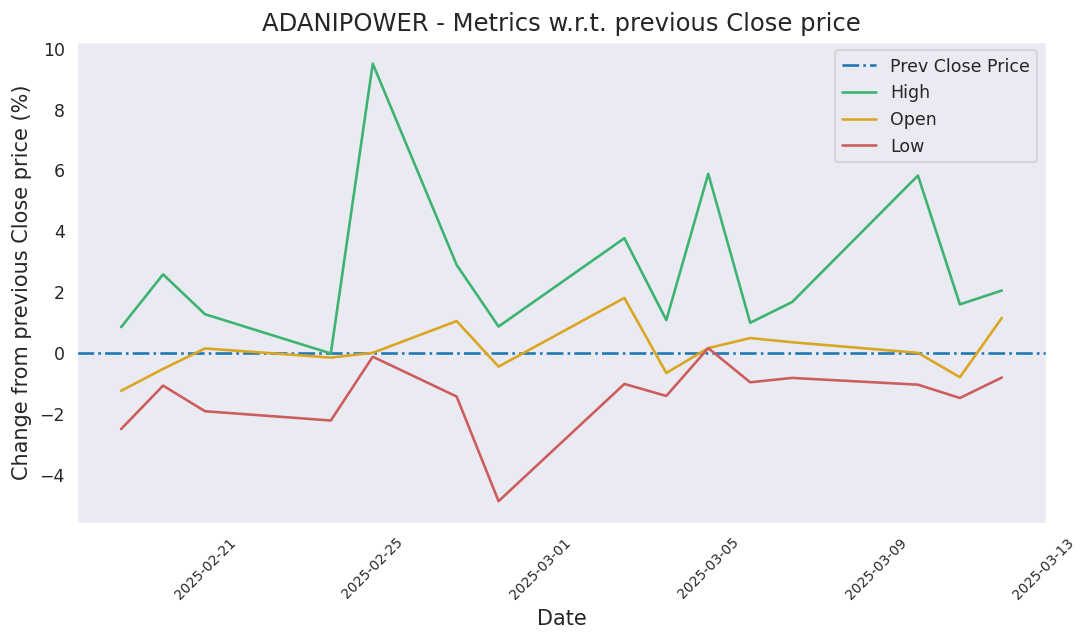 ADANIPOWER - Metrics w.r.t. previous Close price
Change from previous Close price (%)
10
8
6
4
2
0
−2
−4
Prev Close Price
High
Open
Low
2025-02-21
2025-02-25
2025-03-01
2025-03-05
2025-03-09
2025-03-13
Date